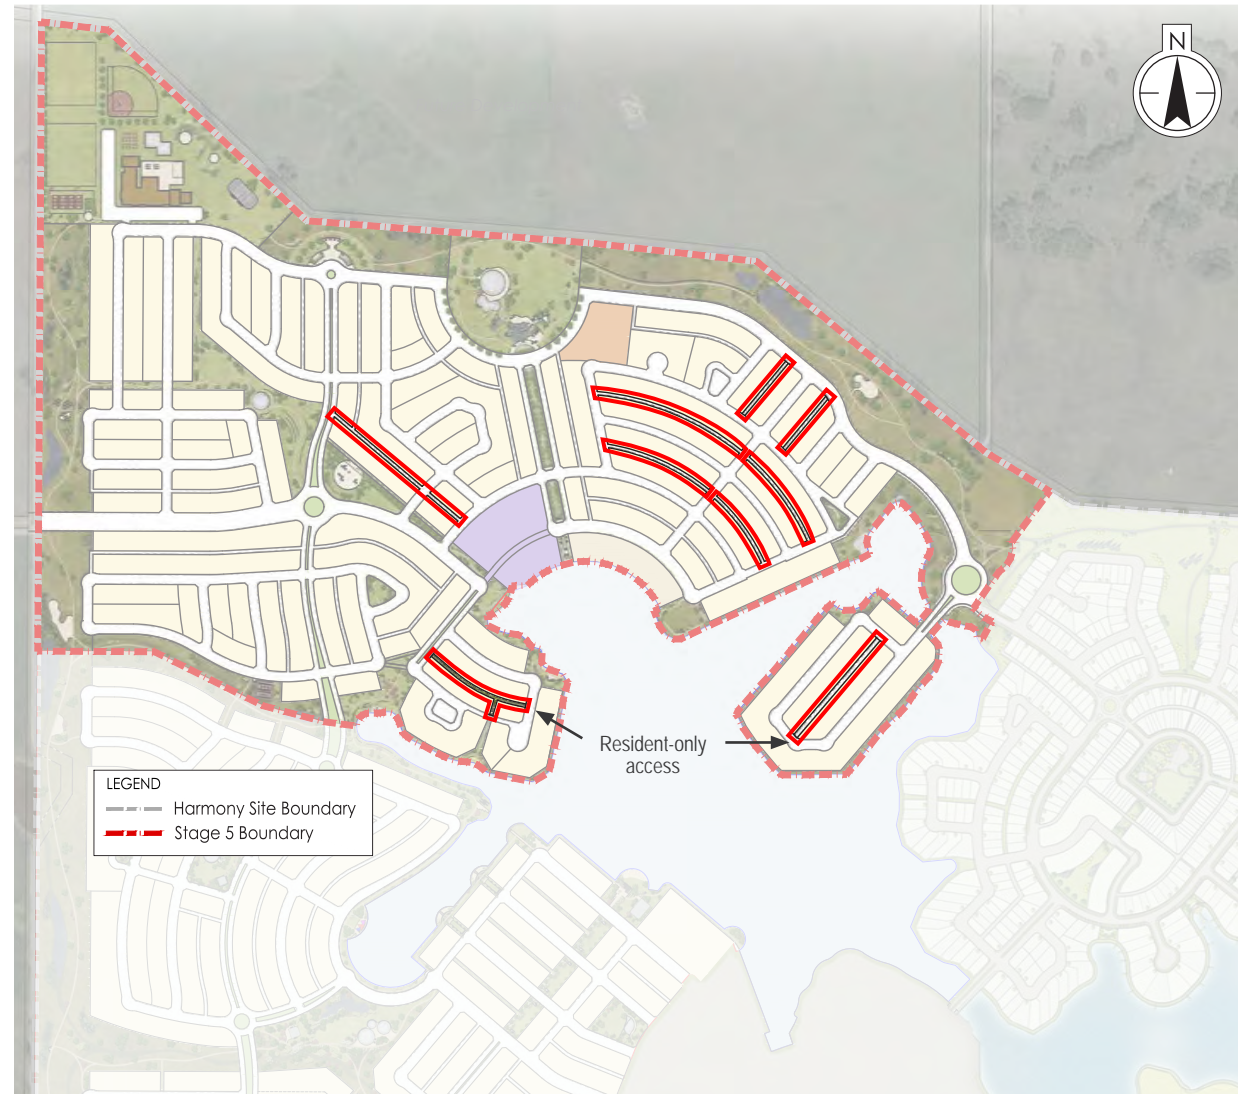 N
Resident-only
access
LEGEND
Harmony Site Boundary
Stage 5 Boundary